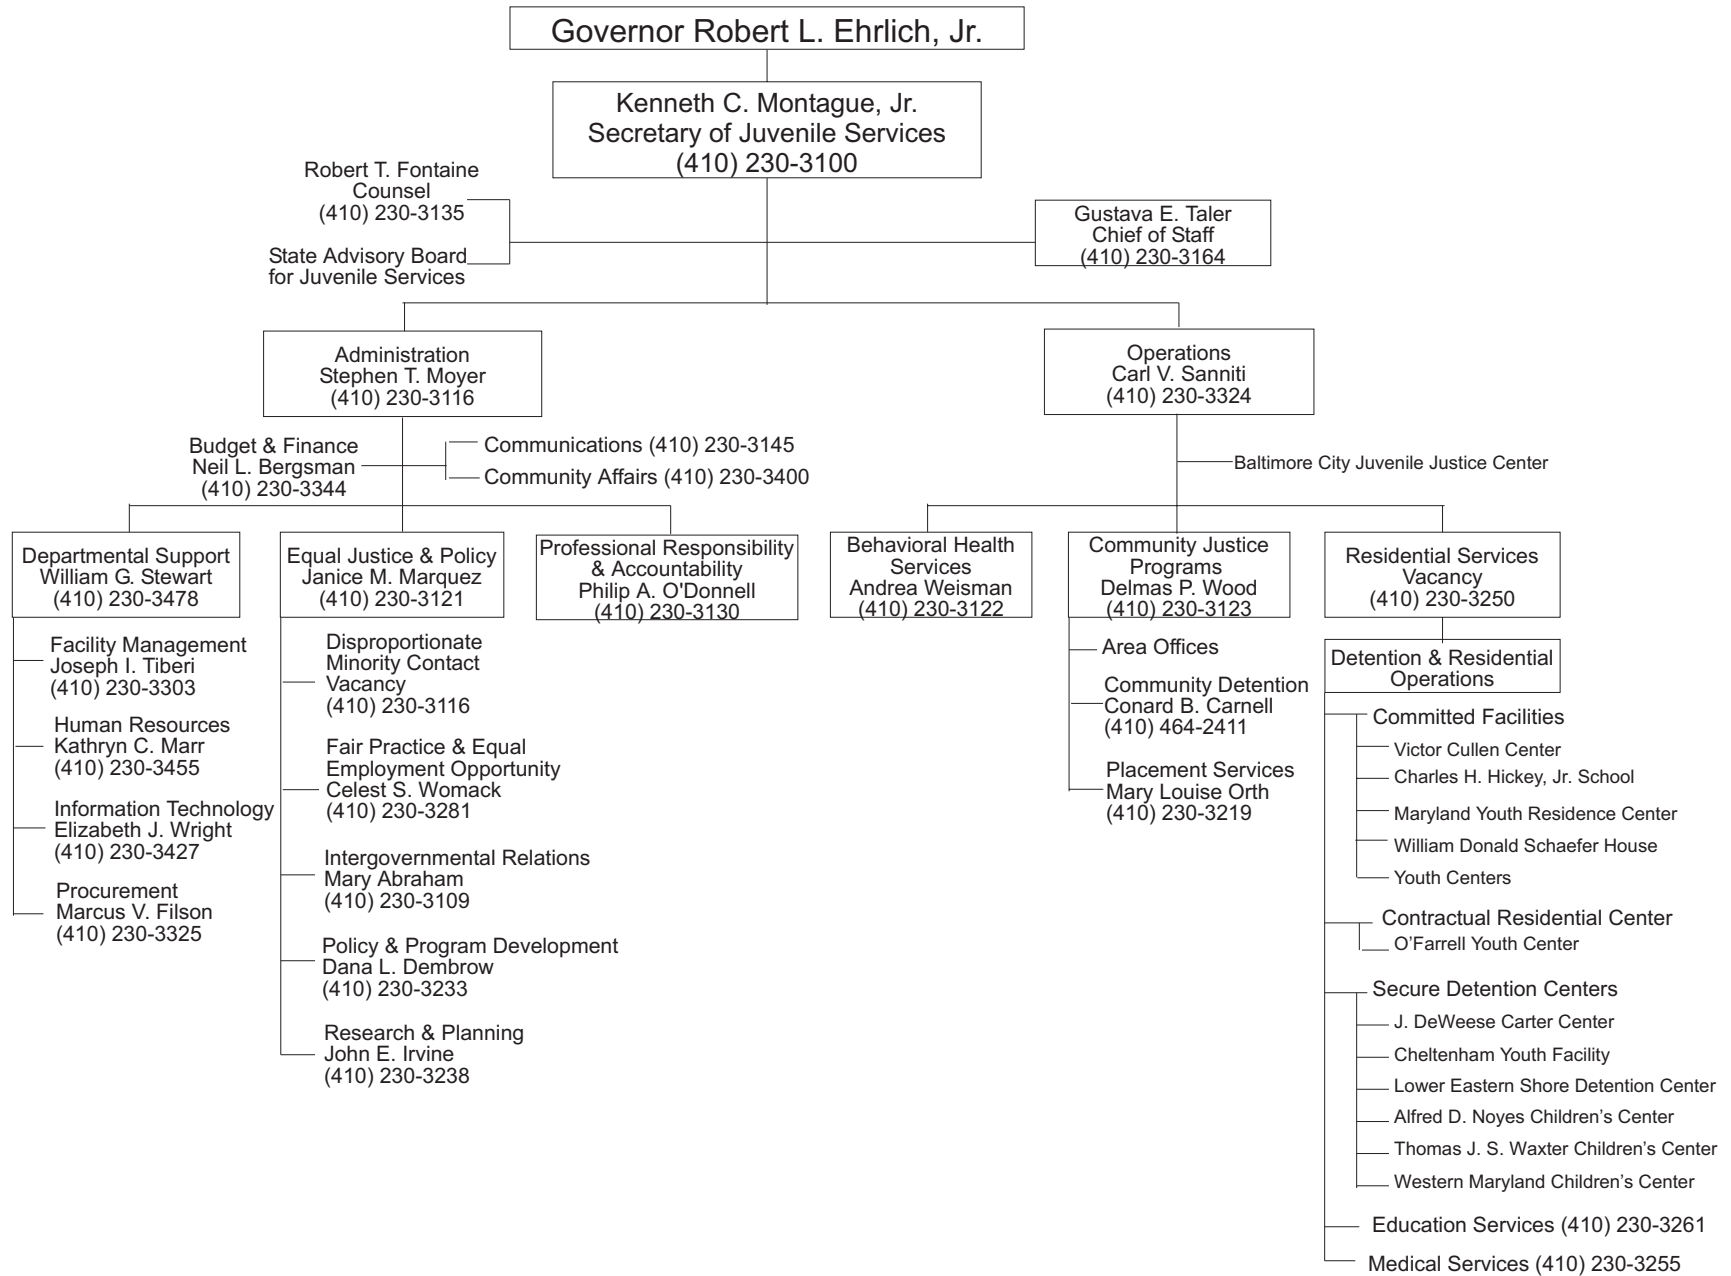 Governor Robert L. Ehrlich, Jr.
Kenneth C. Montague, Jr.
Secretary of Juvenile Services
(410) 230-3100
Robert T. Fontaine
Counsel
(410) 230-3135
State Advisory Board
for Juvenile Services
Gustava E. Taler
Chief of Staff
(410) 230-3164
Administration
Stephen T. Moyer
(410) 230-3116
Operations
Carl V. Sanniti
(410) 230-3324
Budget & Finance
Neil L. Bergsman
(410) 230-3344
Communications (410) 230-3145
Community Affairs (410) 230-3400
Baltimore City Juvenile Justice Center
Departmental Support
William G. Stewart
(410) 230-3478
Facility Management
Joseph I. Tiberi
(410) 230-3303
Human Resources
Kathryn C. Marr
(410) 230-3455
Information Technology
Elizabeth J. Wright
(410) 230-3427
Procurement
Marcus V. Filson
(410) 230-3325
Equal Justice & Policy
Janice M. Marquez
(410) 230-3121
Disproportionate
Minority Contact
Vacancy
(410) 230-3116
Fair Practice & Equal
Employment Opportunity
Celest S. Womack
(410) 230-3281
Intergovernmental Relations
Mary Abraham
(410) 230-3109
Policy & Program Development
Dana L. Dembrow
(410) 230-3233
Research & Planning
John E. Irvine
(410) 230-3238
Professional Responsibility
& Accountability
Philip A. O'Donnell
(410) 230-3130
Behavioral Health
Services
Andrea Weisman
(410) 230-3122
Community Justice
Programs
Delmas P. Wood
(410) 230-3123
Area Offices
Community Detention
Conard B. Carnell
(410) 464-2411
Placement Services
Mary Louise Orth
(410) 230-3219
Residential Services
Vacancy
(410) 230-3250
Detention & Residential
Operations
Committed Facilities
Victor Cullen Center
Charles H. Hickey, Jr. School
Maryland Youth Residence Center
William Donald Schaefer House
Youth Centers
Contractual Residential Center
O’Farrell Youth Center
Secure Detention Centers
J. DeWeese Carter Center
Cheltenham Youth Facility
Lower Eastern Shore Detention Center
Alfred D. Noyes Children’s Center
Thomas J. S. Waxter Children’s Center
Western Maryland Children’s Center
Education Services (410) 230-3261
Medical Services (410) 230-3255